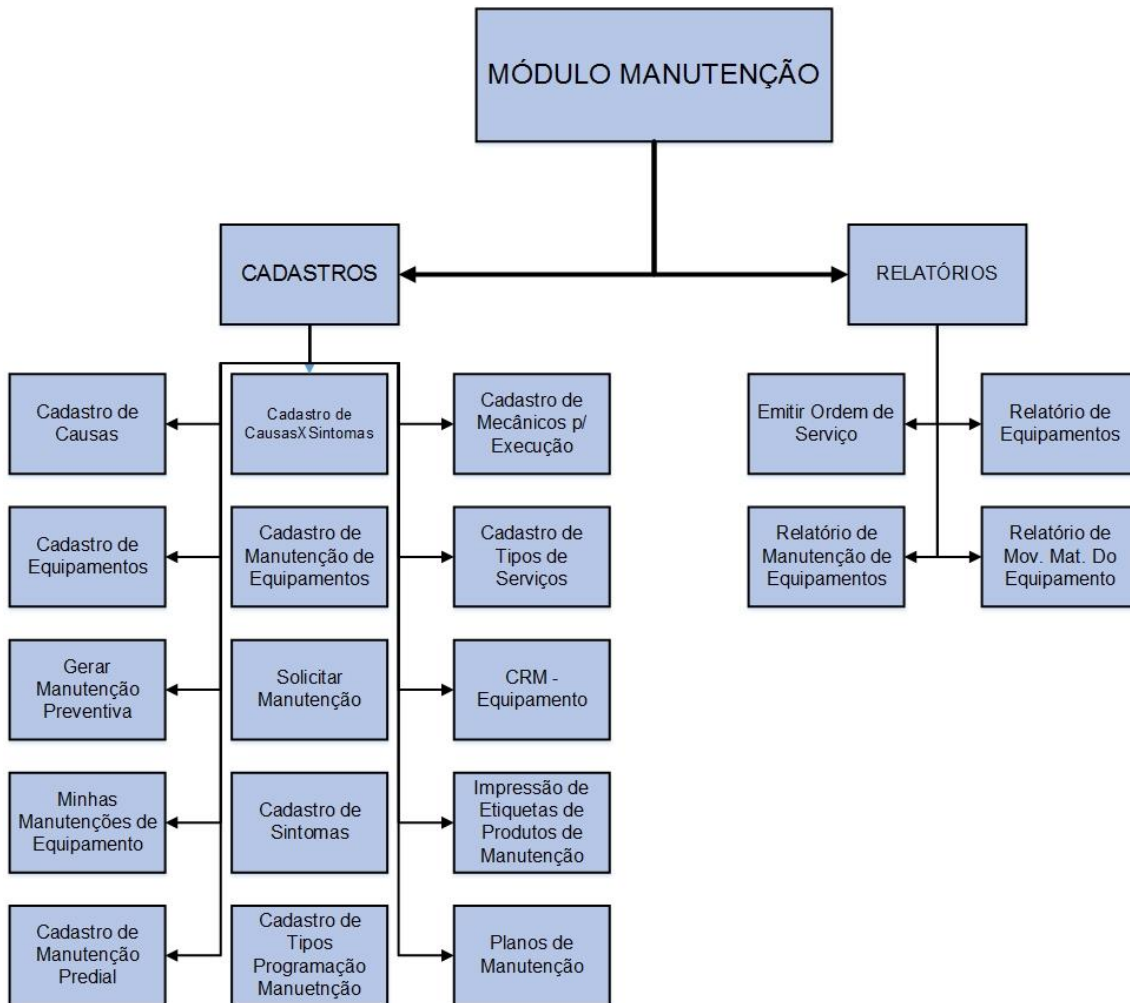 MÓDULO MANUTENÇÃO
CADASTROS
RELATÓRIOS
Cadastro de
Causas
Cadastro de
CausasXSintomas
Cadastro de
Mecânicos p/
Execução
Emitir Ordem de
Serviço
Relatório de
Equipamentos
Cadastro de
Equipamentos
Cadastro de
Manutenção de
Equipamentos
Cadastro de
Tipos de
Serviços
Relatório de
Manutenção de
Equipamentos
Relatório de
Mov. Mat. Do
Equipamento
Gerar
Manutenção
Preventiva
Solicitar
Manutenção
CRM -
Equipamento
Minhas
Manutenções de
Equipamento
Cadastro de
Sintomas
Impressão de
Etiquetas de
Produtos de
Manutenção
Cadastro de
Manutenção
Predial
Cadastro de
Tipos
Programação
Manuetnção
Planos de
Manutenção